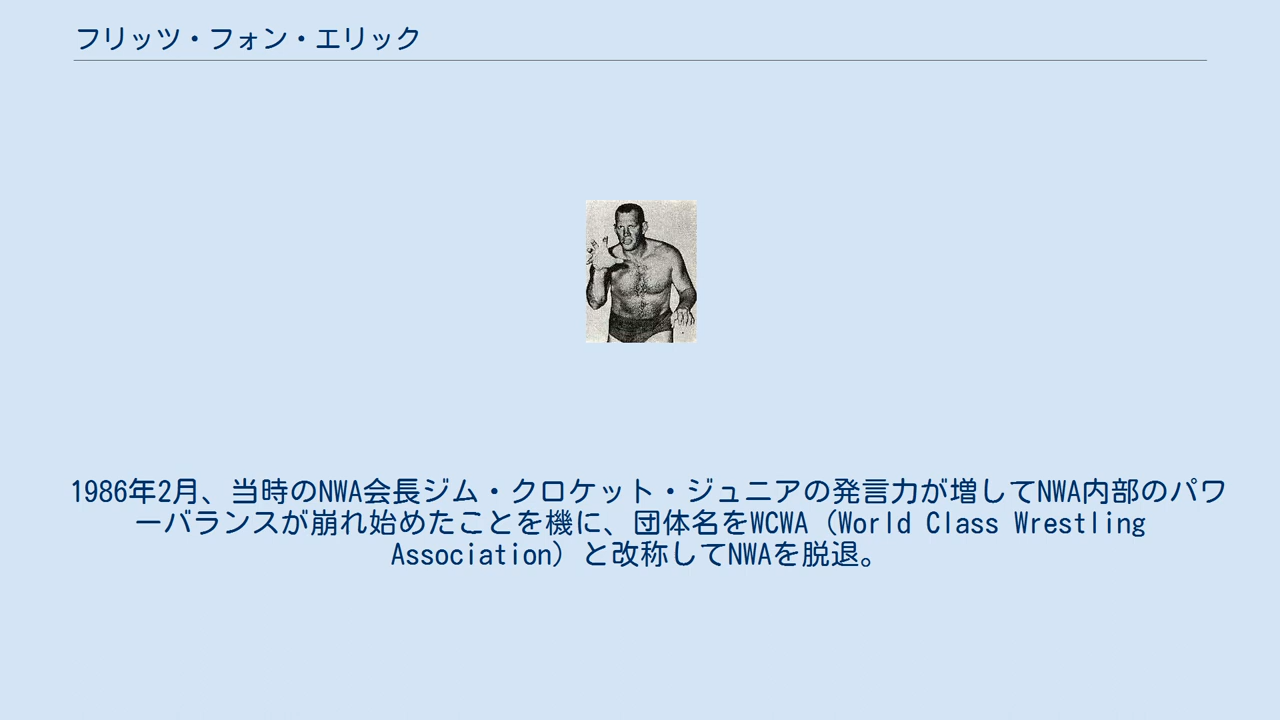 フリッツ・フォン・エリック
1986年2月、当時のNWA会長ジム・クロケット・ジュニアの発言力が増してNWA内部のパワ
ーバランスが崩れ始めたことを機に、団体名をWCWA（World Class Wrestling
Association）と改称してNWAを脱退。